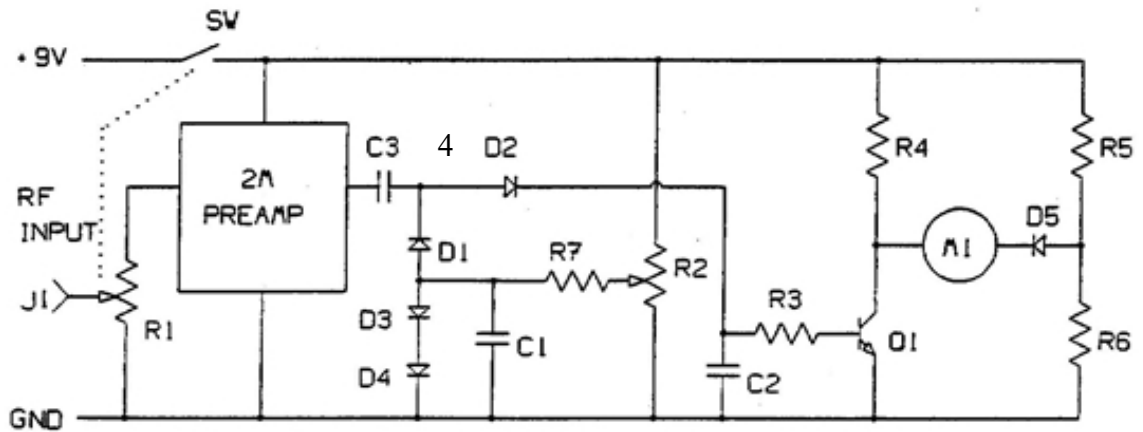 SW
+9V
C3 4 D2
R4
R5
2M
PREAMP
RF
INPUT
D1
R7
R2
M1
D5
J1
R1
D3
C1
R3
Q1
R6
D4
C2
GND